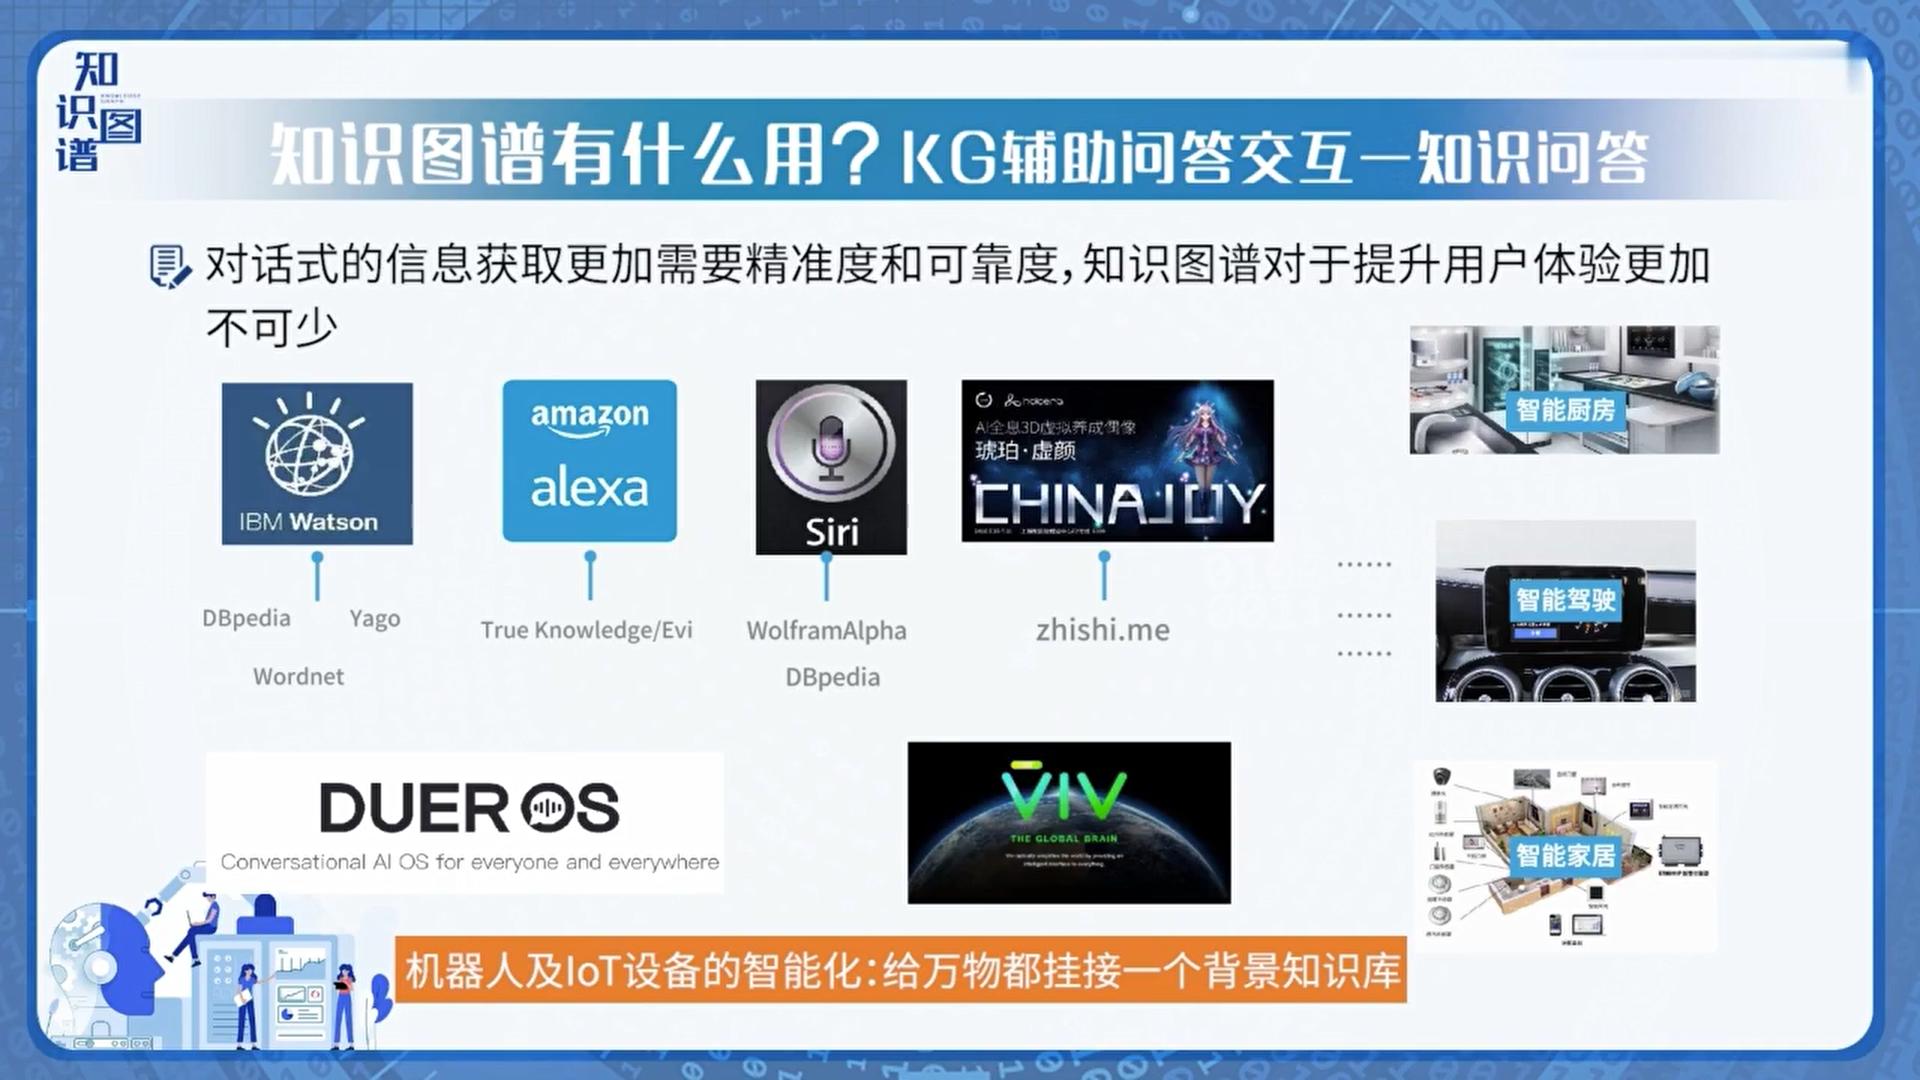 知
识图
谱
知识图谱有什么用？KG辅助问答交互—知识问答
对话式的信息获取更加需要精准度和可靠度，知识图谱对于提升用户体验更加
不可少
IBM Watson
amazon
alexa
Siri
AI全息3D虚拟养成偶像
琥珀·虚颜
CHINAJOY
智能厨房
DBpedia
Yago
Wordnet
True Knowledge/Evi
WolframAlpha
DBpedia
zhishi.me
......
......
......
智能驾驶
DUER OS
Conversational AI OS for everyone and everywhere
VIV
THE GLOBAL BRAIN
智能家居
机器人及IoT设备的智能化：给万物都挂接一个背景知识库